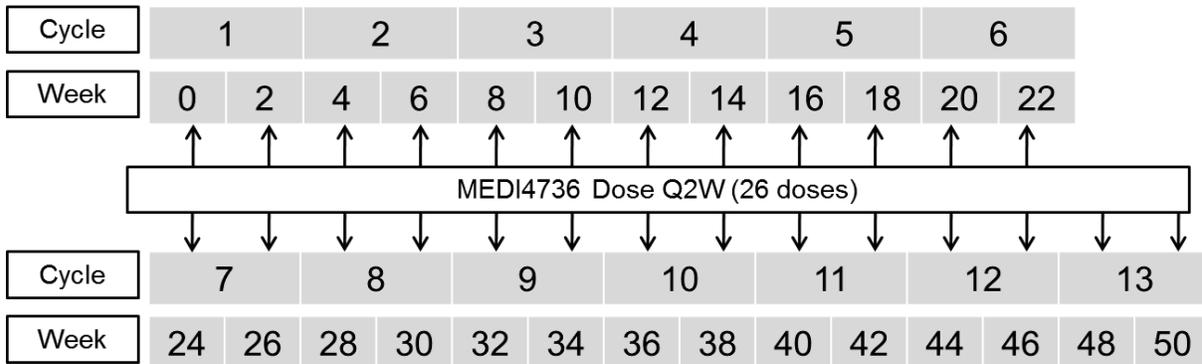 Cycle 1 2 3 4 5 6
Week 0 2 4 6 8 10 12 14 16 18 20 22
MEDI4736 Dose Q2W (26 doses)
Cycle 7 8 9 10 11 12 13
Week 24 26 28 30 32 34 36 38 40 42 44 46 48 50